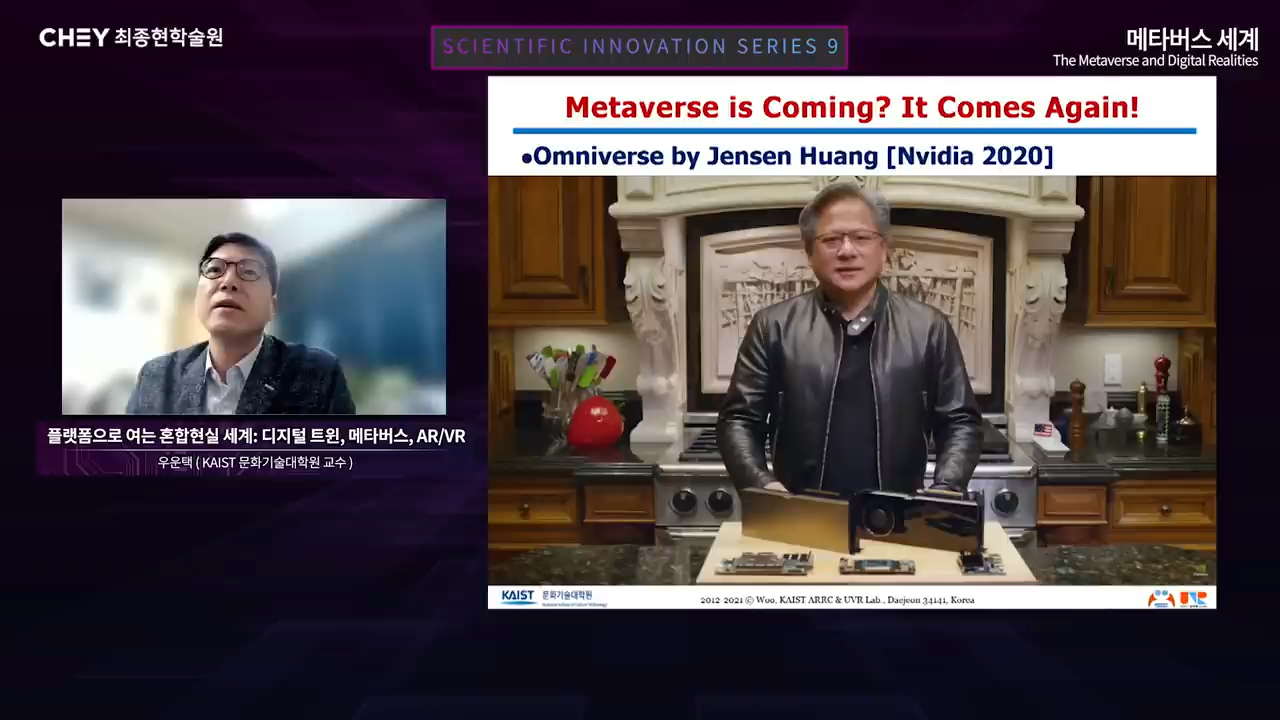 CHEY 최종현학술원
SCIENTIFIC INNOVATION SERIES 9
메타버스 세계
The Metaverse and Digital Realities
Metaverse is Coming? It Comes Again!
•Omniverse by Jensen Huang [Nvidia 2020]
플랫폼으로 여는 혼합현실 세계: 디지털 트윈, 메타버스, AR/VR
우운택 ( KAIST 문화기술대학원 교수 )
KAIST 문화기술대학원
2012-2021 © Woo, KAIST ARRC & UVR Lab., Daejeon 34141, Korea